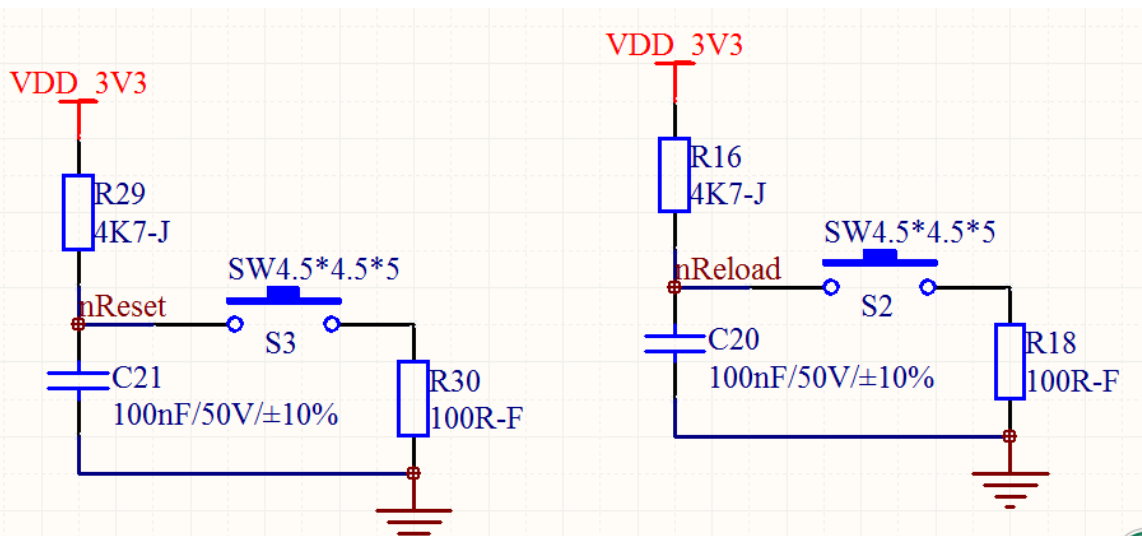 VDD_3V3
R29
4K7-J
nReset
SW4.5*4.5*5
S3
C21
100nF/50V/±10%
R30
100R-F
VDD_3V3
R16
4K7-J
nReload
SW4.5*4.5*5
S2
C20
100nF/50V/±10%
R18
100R-F